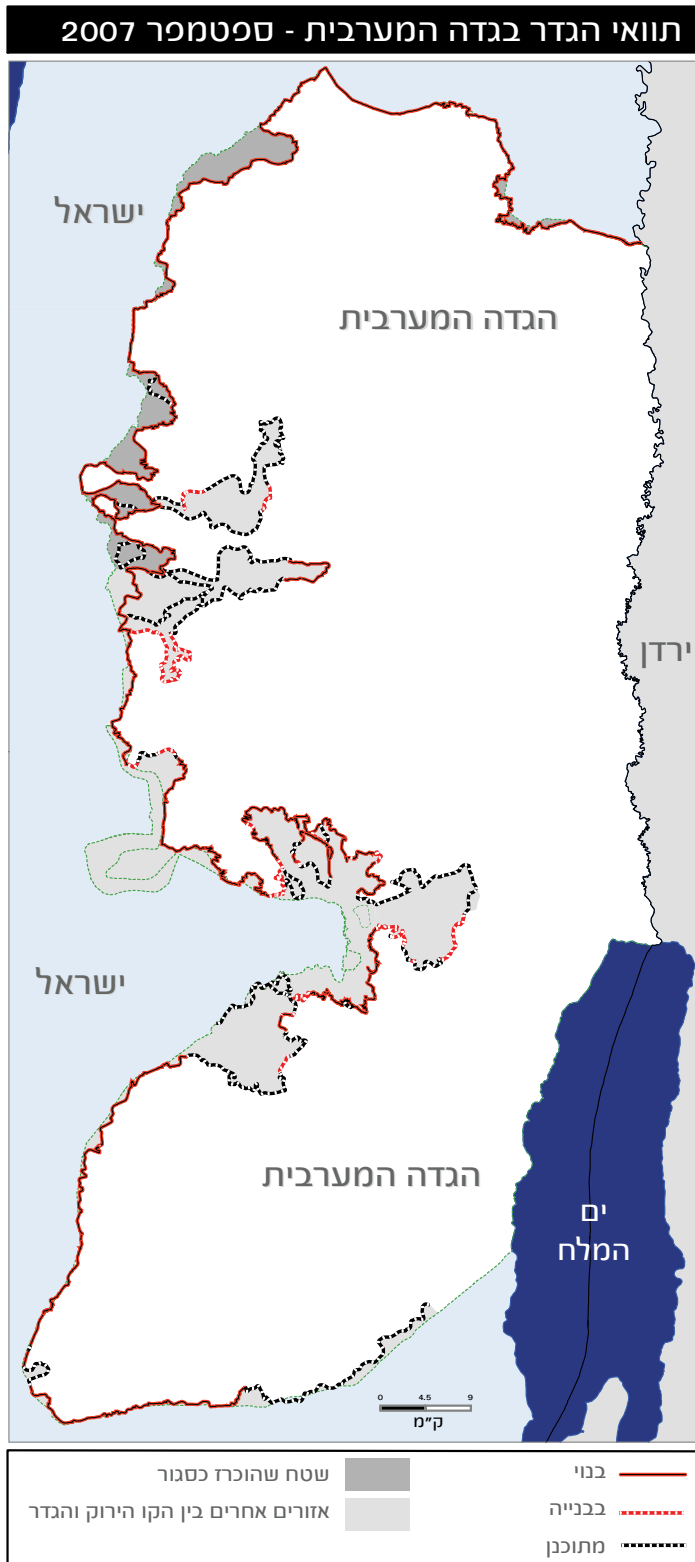 תוואי הגדר בגדה המערבית - ספטמפר 2007
ישראל
הגדה המערבית
ירדן
ישראל
הגדה המערבית
ים
המלח
0 4.5 9
ק"מ
בנוי
בבנייה
מתוכנן
שטח שהוכרז כסגור
אזורים אחרים בין הקו הירוק והגדר